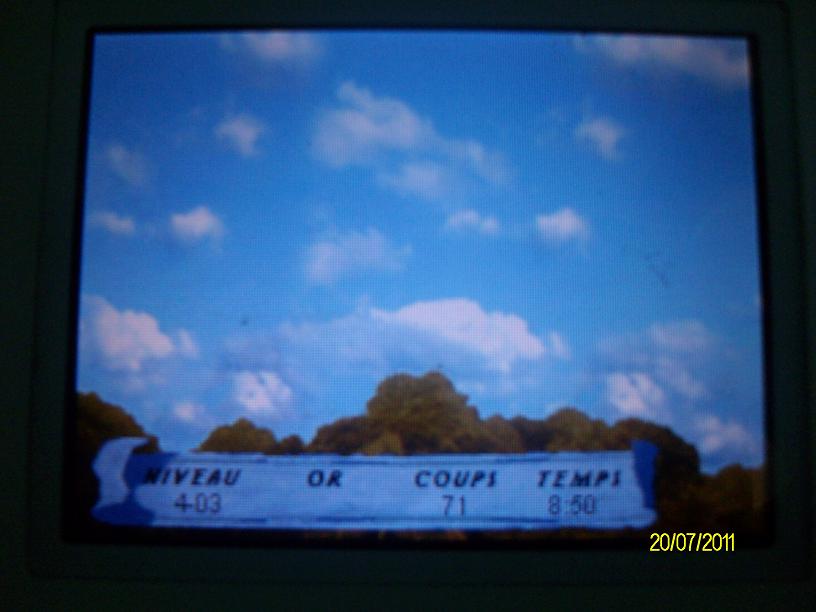 NIVEAU OR COUPS TEMPS
4-03 71 8:50
20/07/2011